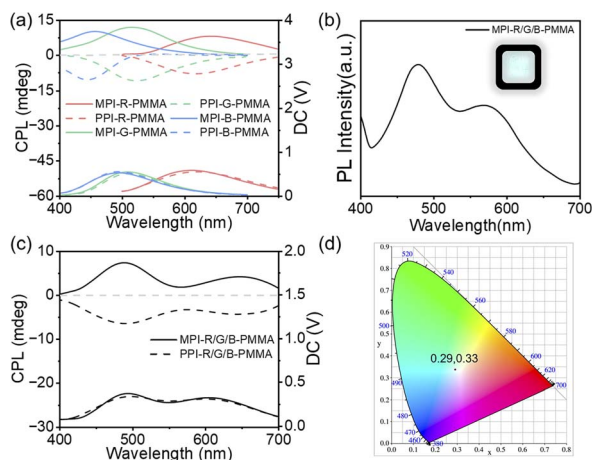 (a)
15
0
-15
-30
-45
-60
CPL (mdeg)
4
3
2
1
0
DC (V)
MPI-R-PMMA
PPI-R-PMMA
MPI-G-PMMA
PPI-G-PMMA
MPI-B-PMMA
PPI-B-PMMA
400 500 600 700
Wavelength (nm)
(b)
MPI-R/G/B-PMMA
PL Intensity(a.u.)
400 500 600 700
Wavelength(nm)
(c)
10
0
-10
-20
-30
CPL (mdeg)
2.0
1.5
1.0
0.5
0.0
DC (V)
MPI-R/G/B-PMMA
PPI-R/G/B-PMMA
400 500 600 700
Wavelength (nm)
(d)
0.9
0.8
0.7
0.6
0.5
0.4
0.3
0.2
0.1
0.0
y
520
540
560
500
580
600
620
700
490
480
470
460
380
0.29,0.33
0.0 0.1 0.2 0.3 0.4 0.5 0.6 0.7 0.8
x